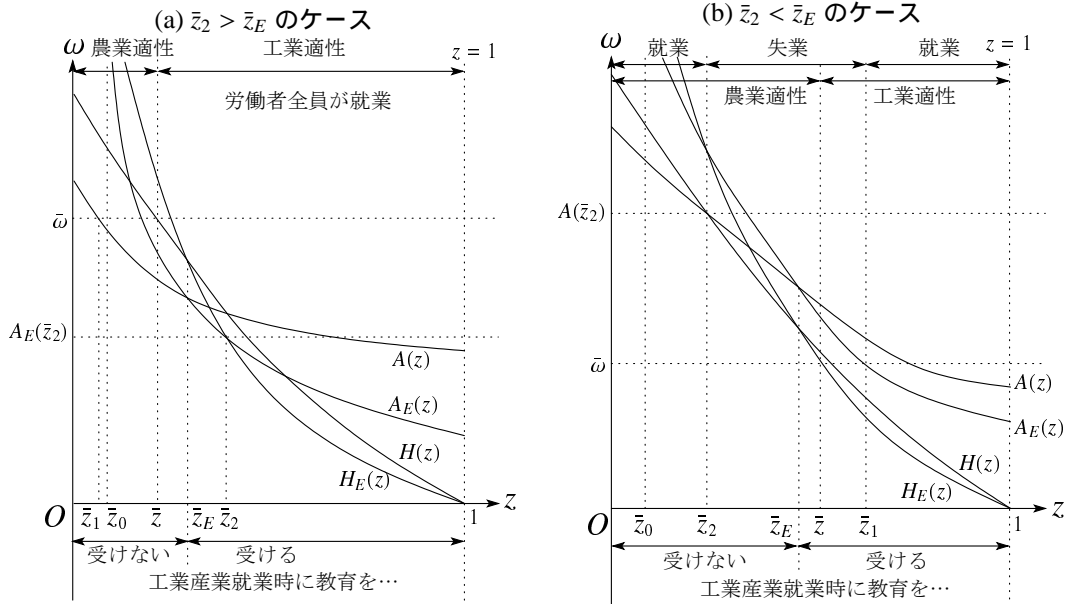 (a) z̄₂ > z̄_E のケース
ω
農業適性
工業適性
z = 1
労働者全員が就業
ω̄
A_E(z̄₂)
A(z)
A_E(z)
H(z)
H_E(z)
O
z̄₁
z̄₀
z̄
z̄_E
z̄₂
1
z
受けない
受ける
工業産業就業時に教育を…
(b) z̄₂ < z̄_E のケース
ω
就業
失業
就業
z = 1
農業適性
工業適性
A(z̄₂)
ω̄
A(z)
A_E(z)
H(z)
H_E(z)
O
z̄₀
z̄₂
z̄_E
z̄
z̄₁
1
z
受けない
受ける
工業産業就業時に教育を…